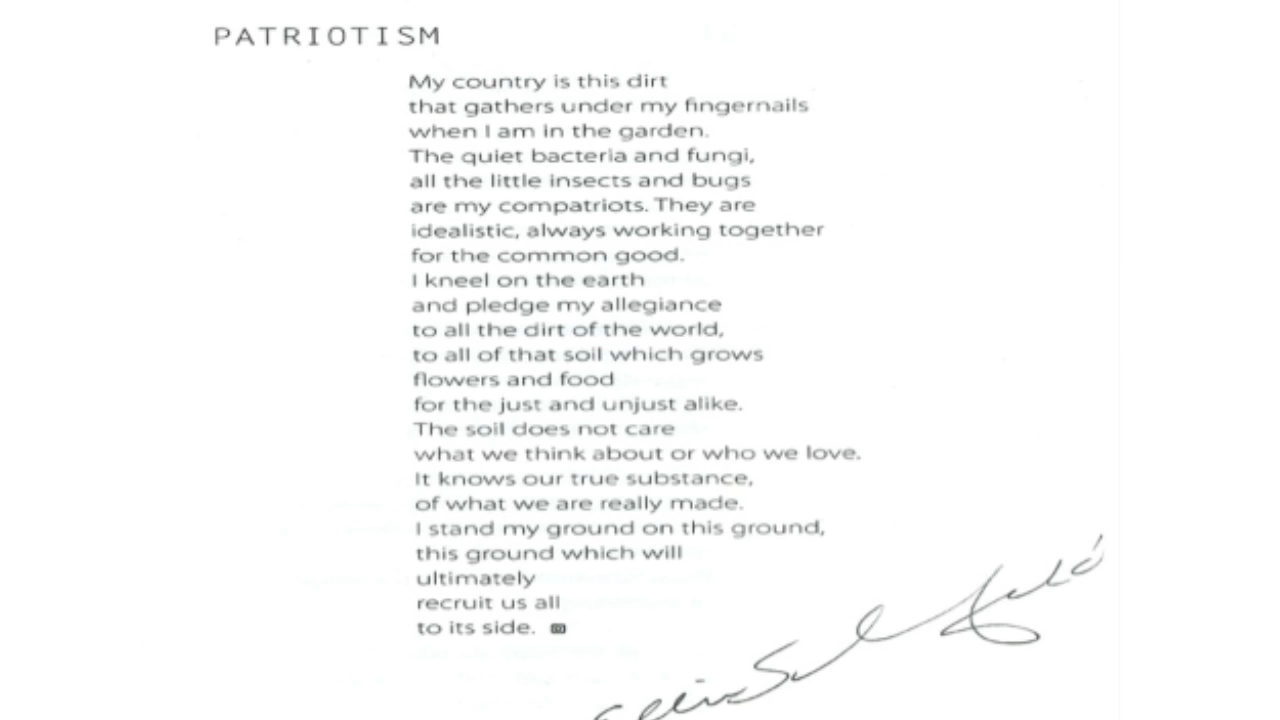 PATRIOTISM
My country is this dirt
that gathers under my fingernails
when I am in the garden.
The quiet bacteria and fungi,
all the little insects and bugs
are my compatriots. They are
idealistic, always working together
for the common good.
I kneel on the earth
and pledge my allegiance
to all the dirt of the world,
to all of that soil which grows
flowers and food
for the just and unjust alike.
The soil does not care
what we think about or who we love.
It knows our true substance,
of what we are really made.
I stand my ground on this ground,
this ground which will
ultimately
recruit us all
to its side.